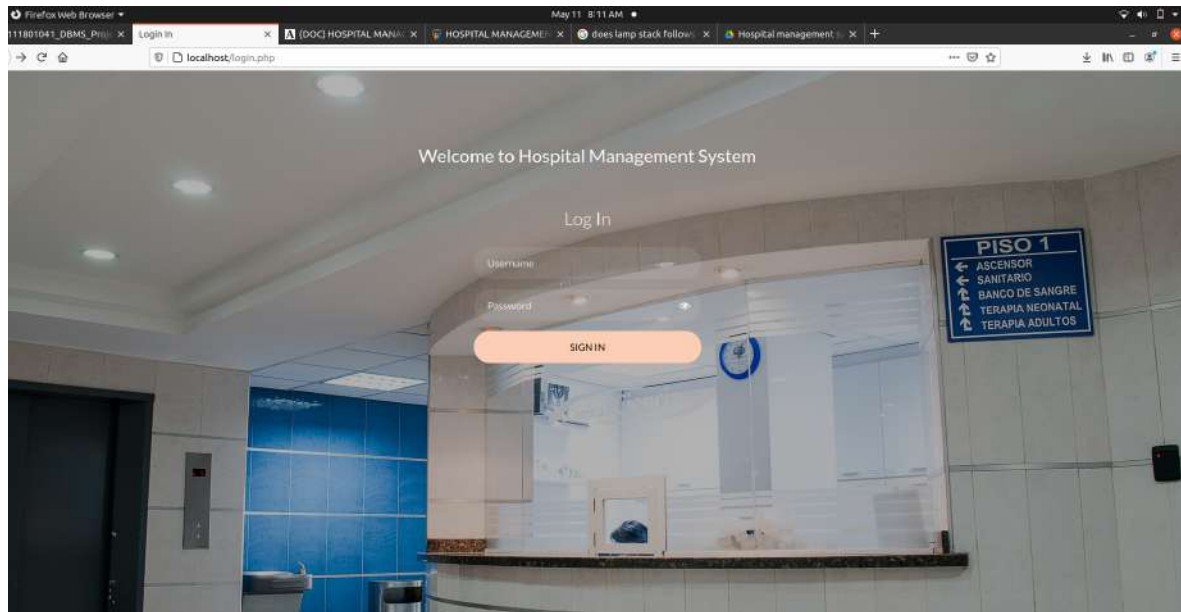 Firefox Web Browser
May 11 8:11 AM
111801041_DBMS_Proj
Login In
(DOC) HOSPITAL MANA
HOSPITAL MANAGEMEN
does lamp stack follow
Hospital management
localhost/login.php
Welcome to Hospital Management System
Log In
Username
Password
SIGN IN
PISO 1
ASCENSOR
SANITARIO
BANCO DE SANGRE
TERAPIA NEONATAL
TERAPIA ADULTOS